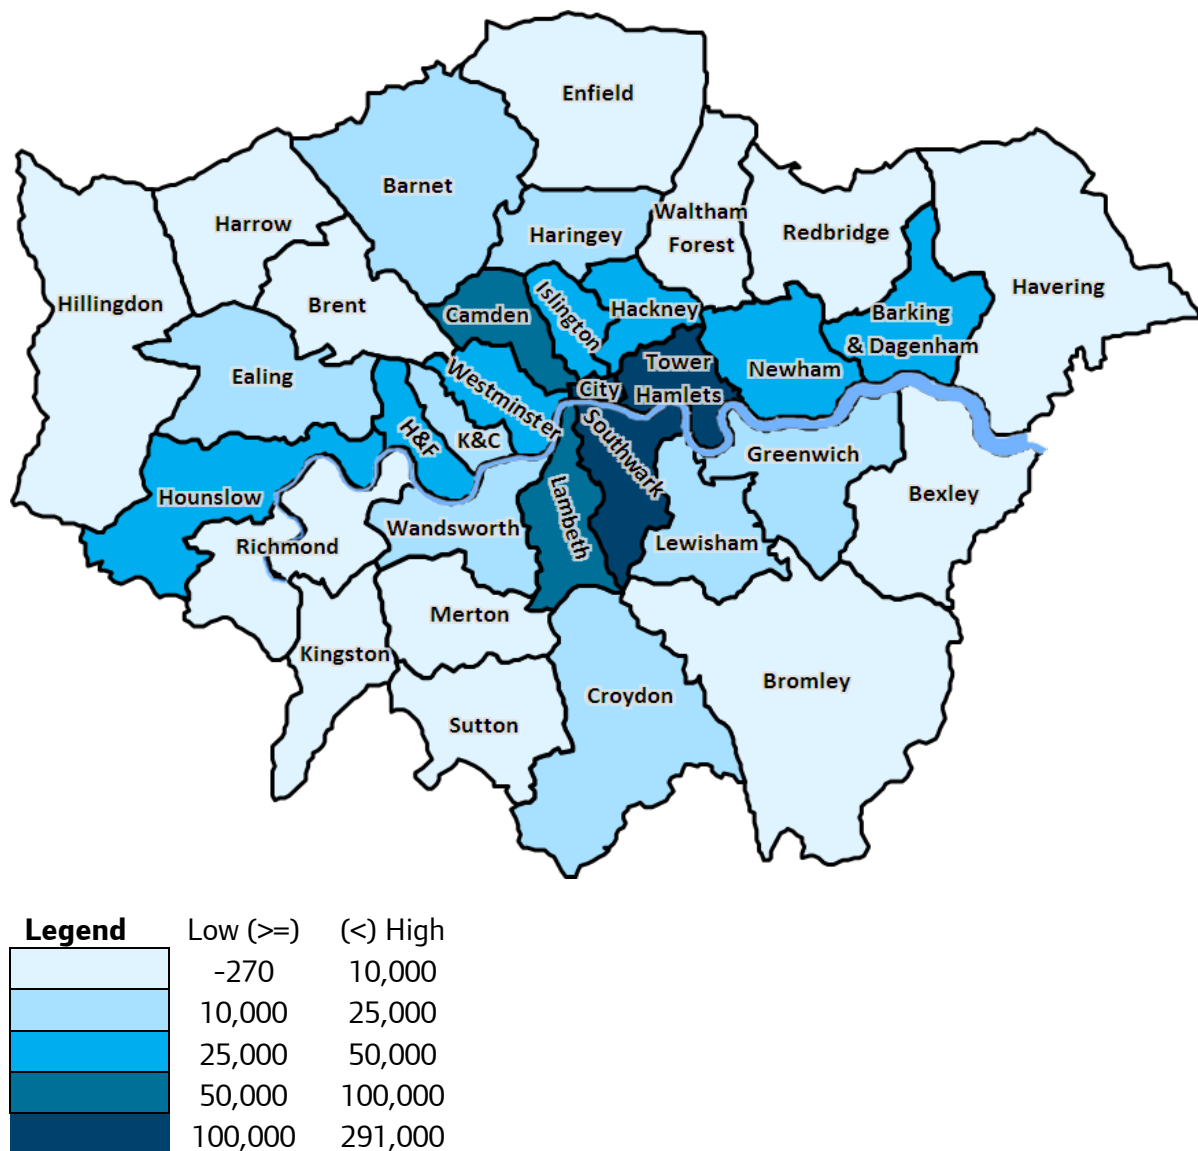 Enfield
Barnet
Waltham
Forest
Harrow
Haringey
Redbridge
Hillingdon
Brent
Camden
Islington
Hackney
Barking
& Dagenham
Havering
Ealing
Westminster
City
Tower
Hamlets
Newham
H&F
K&C
Southwark
Greenwich
Hounslow
Lambeth
Bexley
Richmond
Wandsworth
Lewisham
Merton
Kingston
Croydon
Bromley
Sutton
Legend Low (>=) (<) High
-270 10,000
10,000 25,000
25,000 50,000
50,000 100,000
100,000 291,000